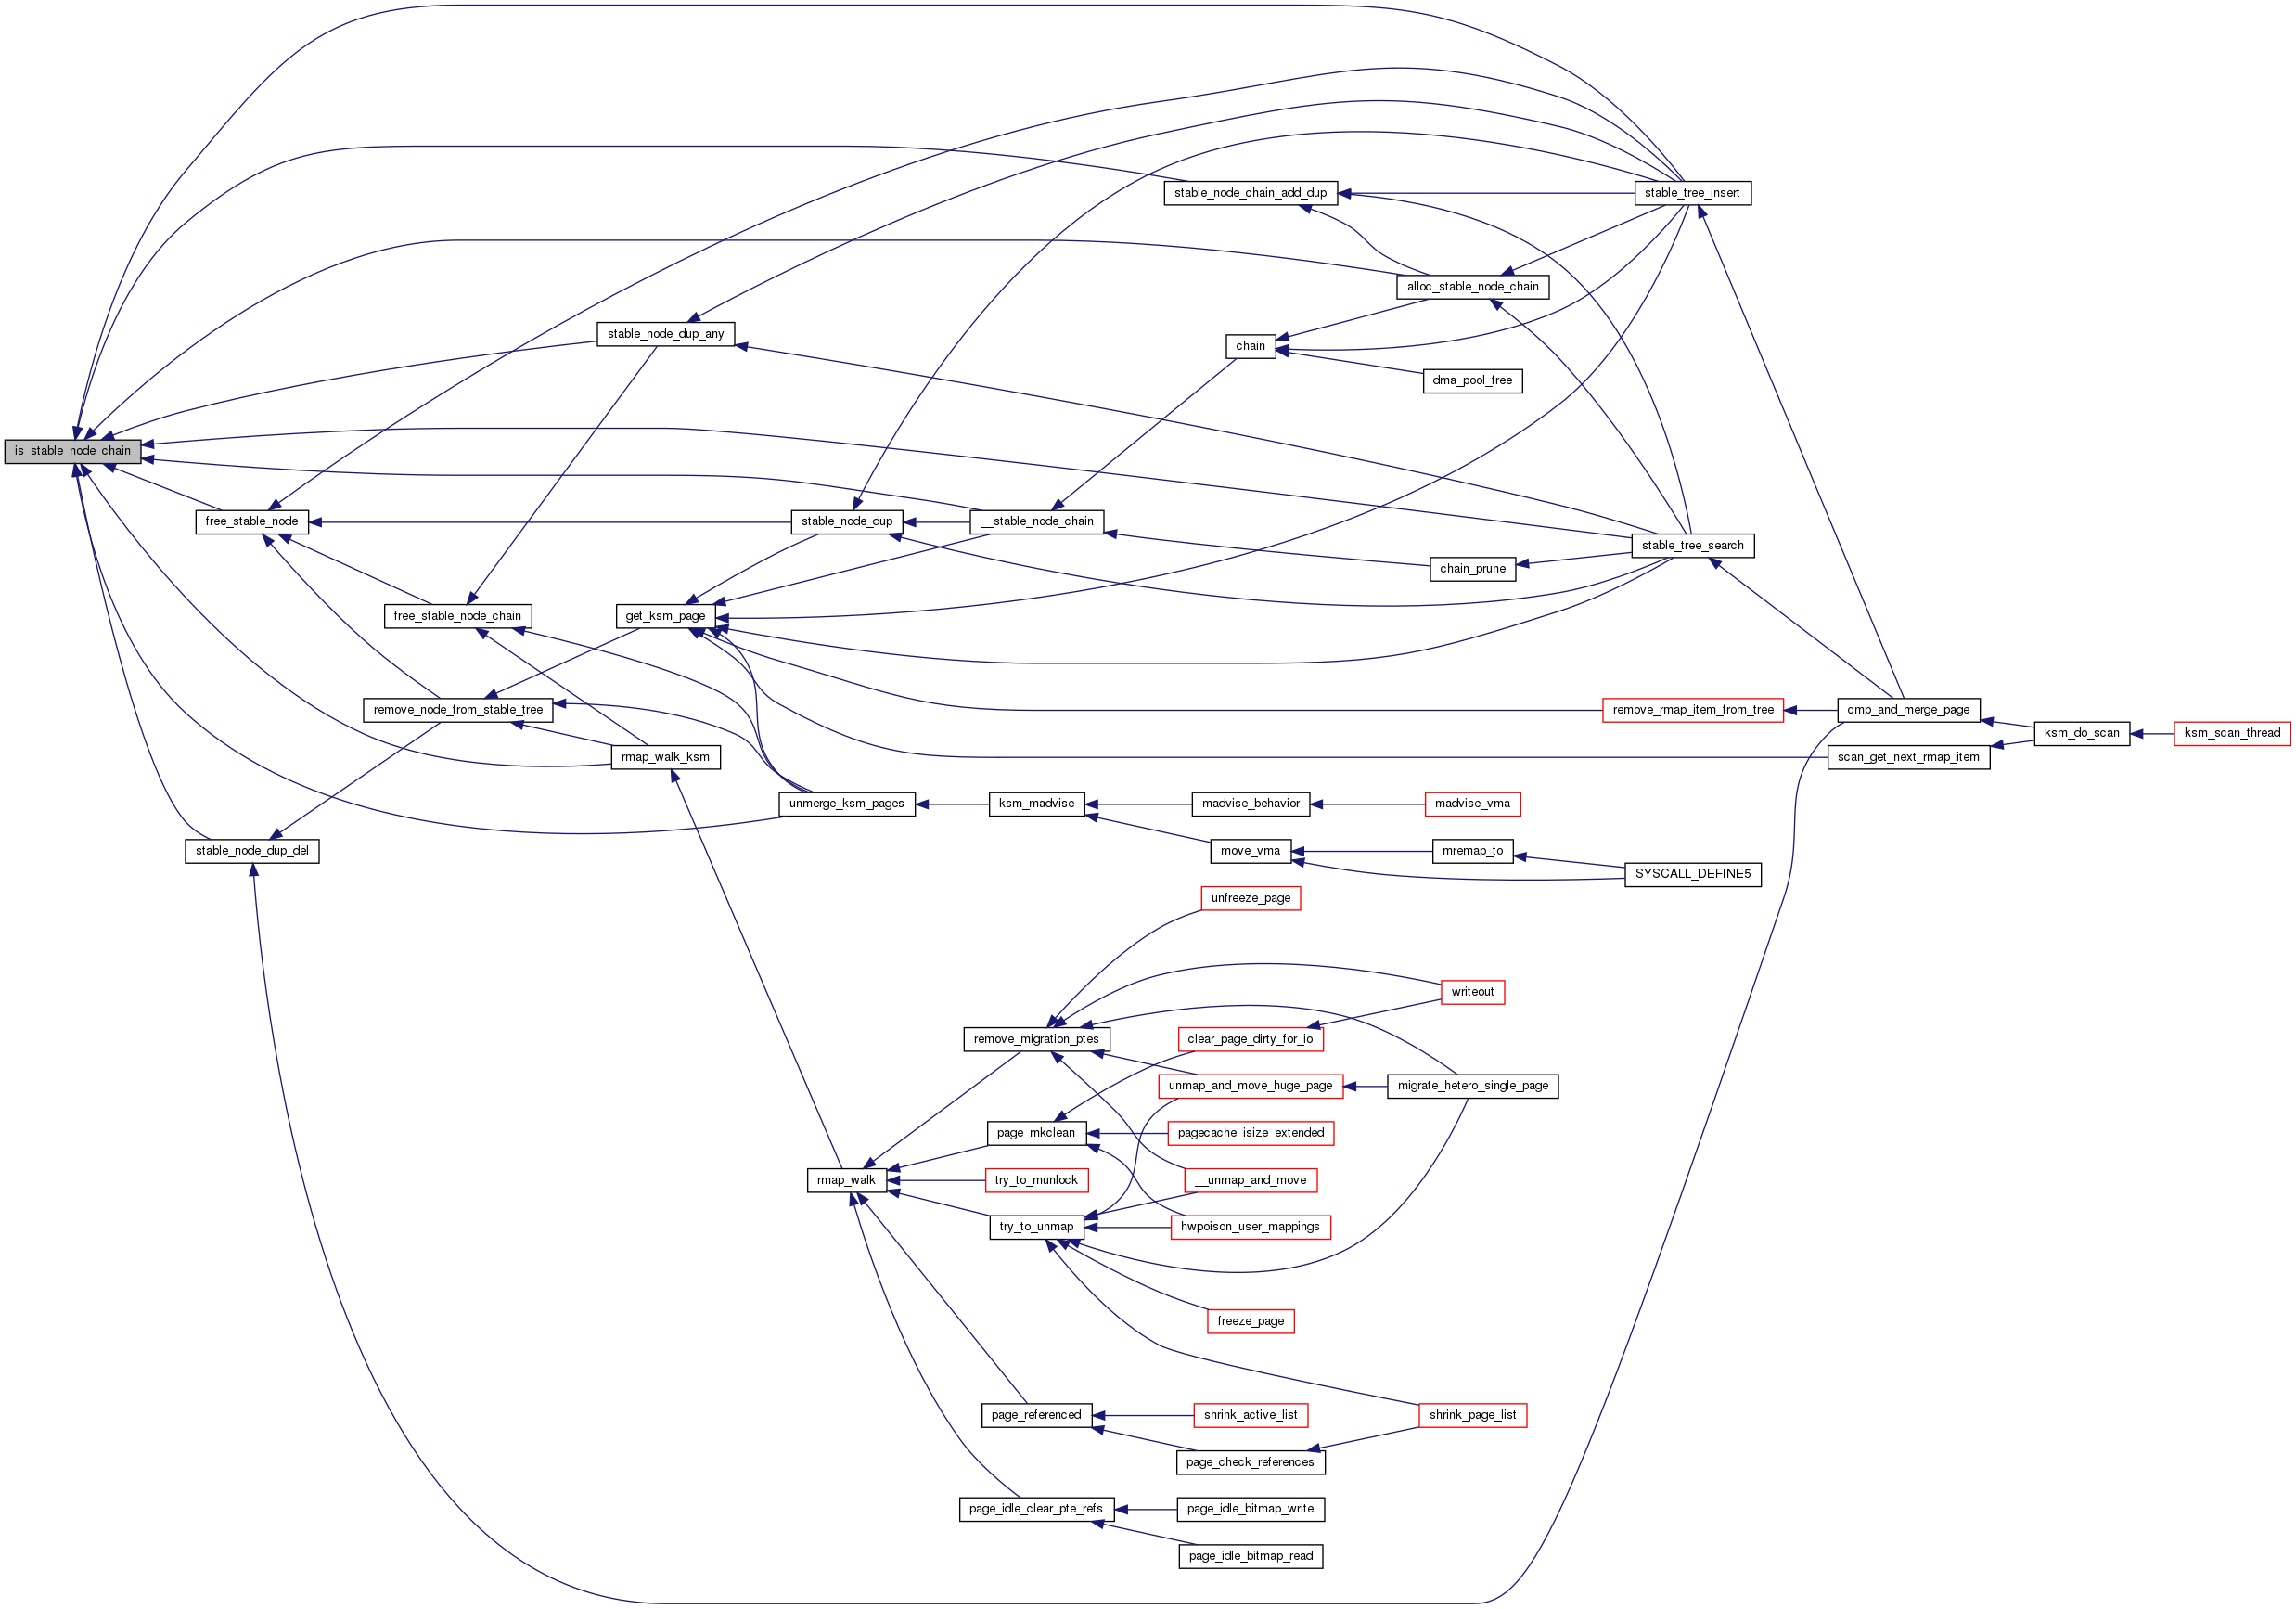 stable_node_chain_add_dup
stable_tree_insert
alloc_stable_node_chain
stable_node_dup_any
chain
dma_pool_free
is_stable_node_chain
free_stable_node
stable_node_dup
__stable_node_chain
stable_tree_search
chain_prune
free_stable_node_chain
get_ksm_page
remove_node_from_stable_tree
remove_rmap_item_from_tree
cmp_and_merge_page
ksm_do_scan
ksm_scan_thread
rmap_walk_ksm
scan_get_next_rmap_item
unmerge_ksm_pages
ksm_madvise
madvise_behavior
madvise_vma
stable_node_dup_del
move_vma
mremap_to
SYSCALL_DEFINE5
unfreeze_page
writeout
remove_migration_ptes
clear_page_dirty_for_io
unmap_and_move_huge_page
migrate_hetero_single_page
page_mkclean
pagecache_isize_extended
rmap_walk
try_to_munlock
__unmap_and_move
try_to_unmap
hwpoison_user_mappings
freeze_page
page_referenced
shrink_active_list
shrink_page_list
page_check_references
page_idle_clear_pte_refs
page_idle_bitmap_write
page_idle_bitmap_read